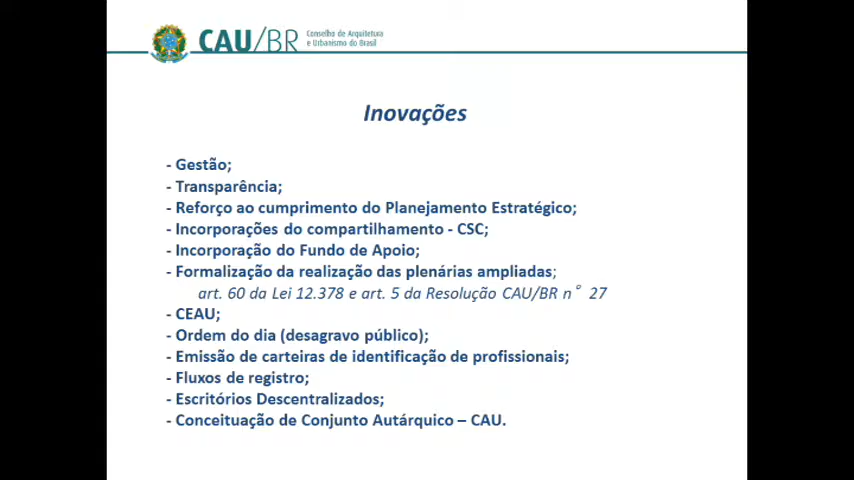 CAU/BR
Conselho de Arquitetura
e Urbanismo do Brasil
Inovações
- Gestão;
- Transparência;
- Reforço ao cumprimento do Planejamento Estratégico;
- Incorporações do compartilhamento - CSC;
- Incorporação do Fundo de Apoio;
- Formalização da realização das plenárias ampliadas;
art. 60 da Lei 12.378 e art. 5 da Resolução CAU/BR n° 27
- CEAU;
- Ordem do dia (desagravo público);
- Emissão de carteiras de identificação de profissionais;
- Fluxos de registro;
- Escritórios Descentralizados;
- Conceituação de Conjunto Autárquico – CAU.